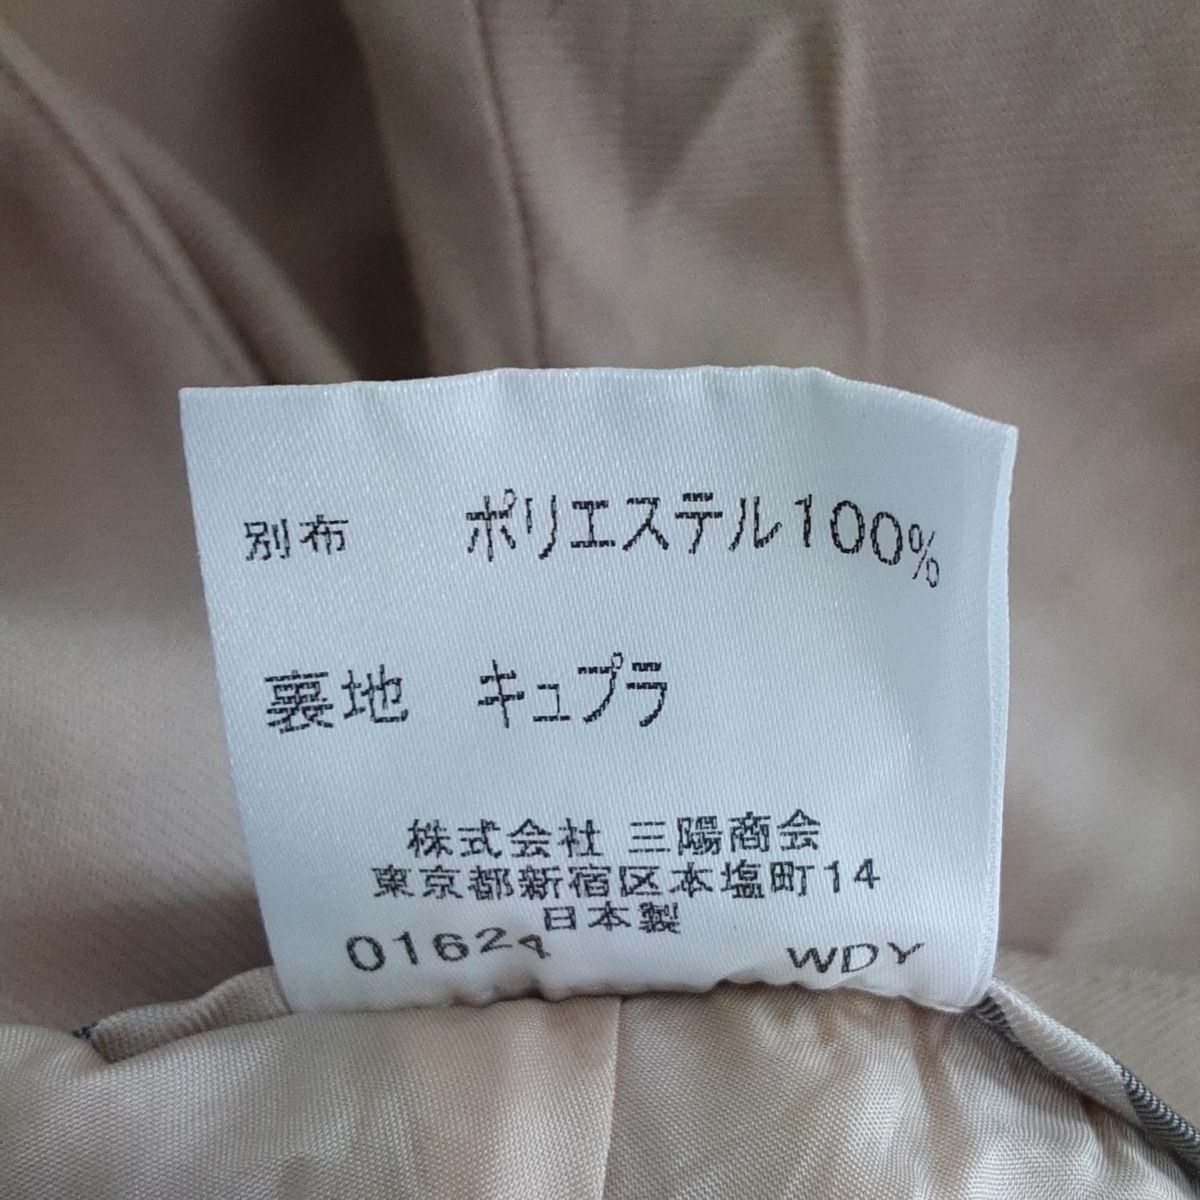 別布 ポリエステル100%
裏地 キュプラ
株式会社 三陽商会
東京都新宿区本塩町14
日本製
01624 WDY